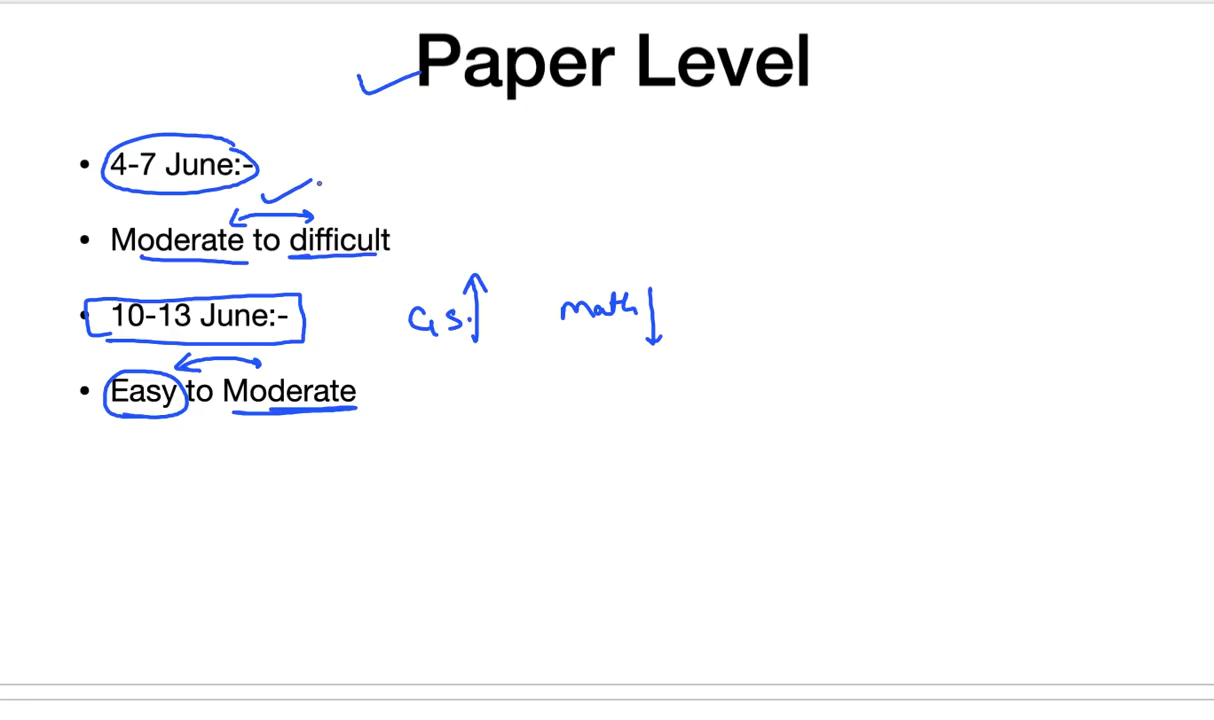 Paper Level
• 4-7 June:-
• Moderate to difficult
• 10-13 June:- G.S. math
• Easy to Moderate